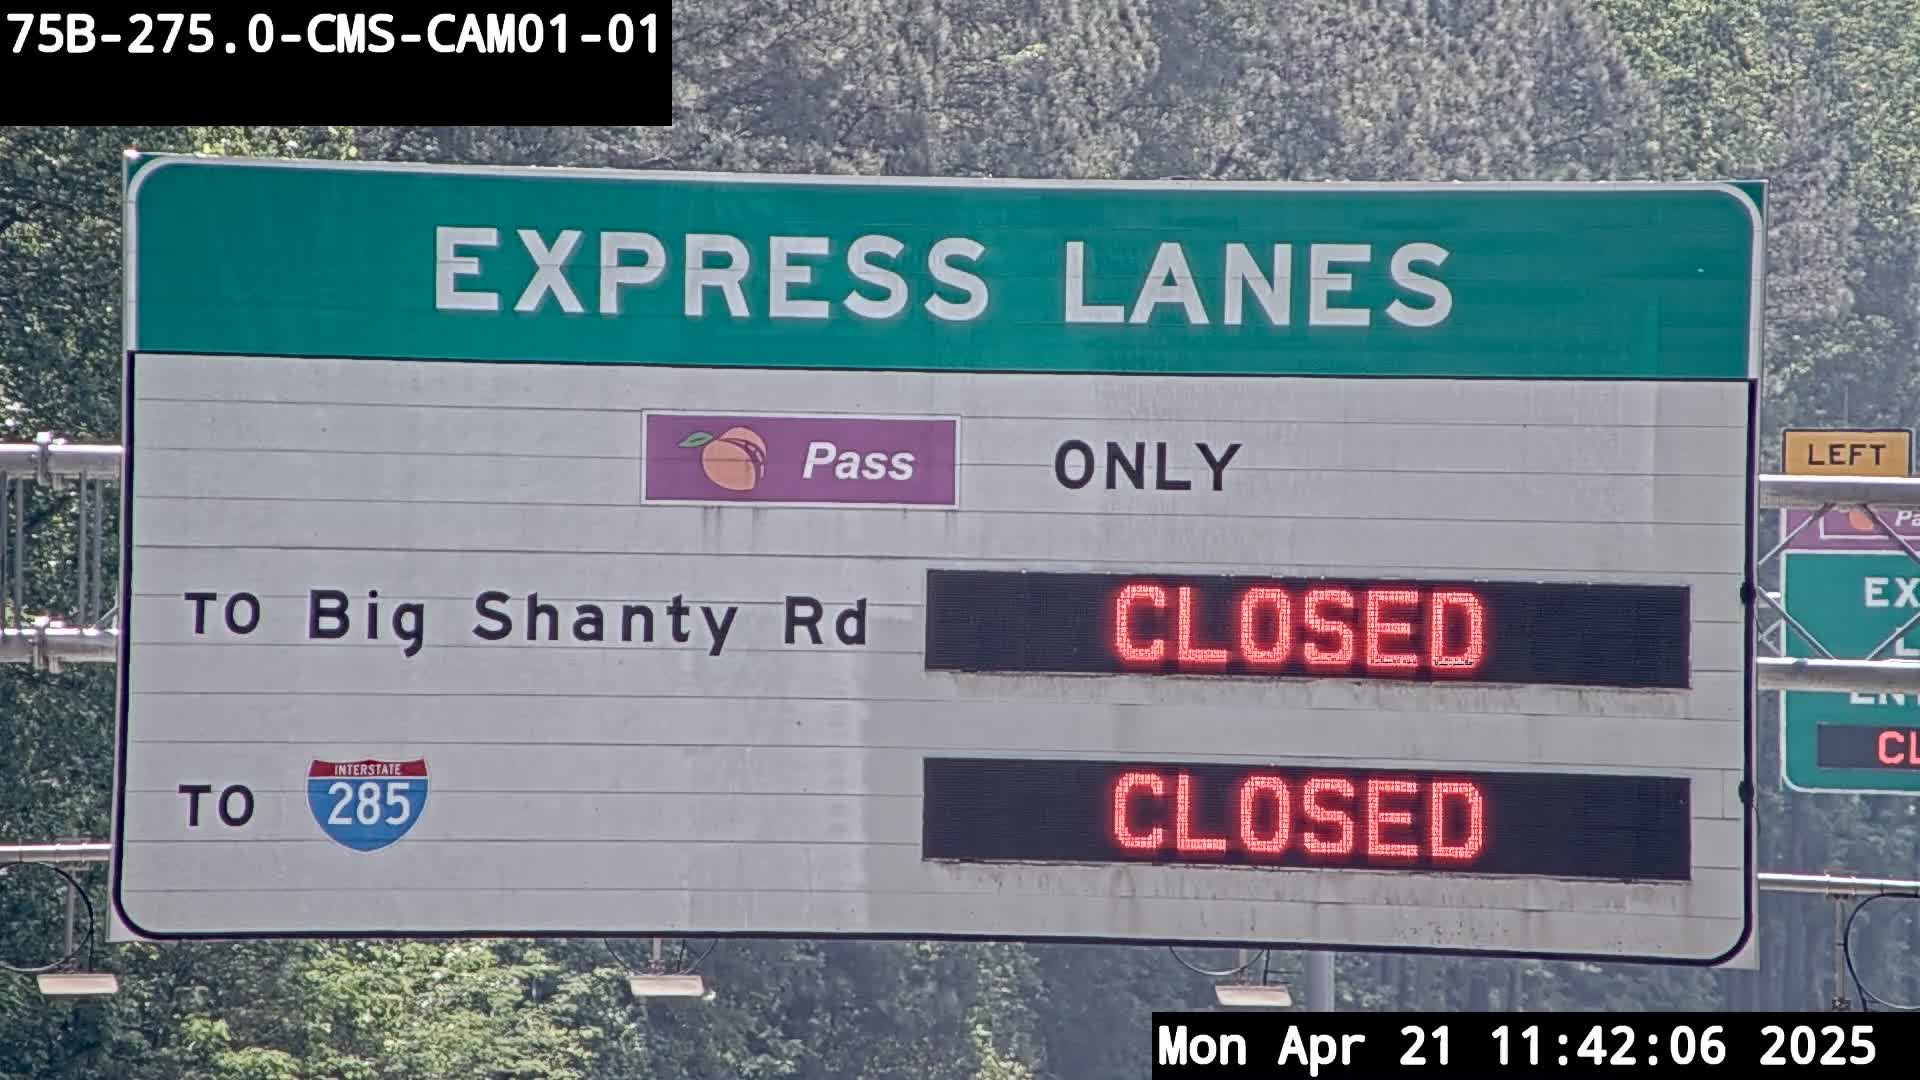 75B-275.0-CMS-CAM01-01
EXPRESS LANES
Pass ONLY
TO Big Shanty Rd CLOSED
TO INTERSTATE 285 CLOSED
LEFT
Mon Apr 21 11:42:06 2025